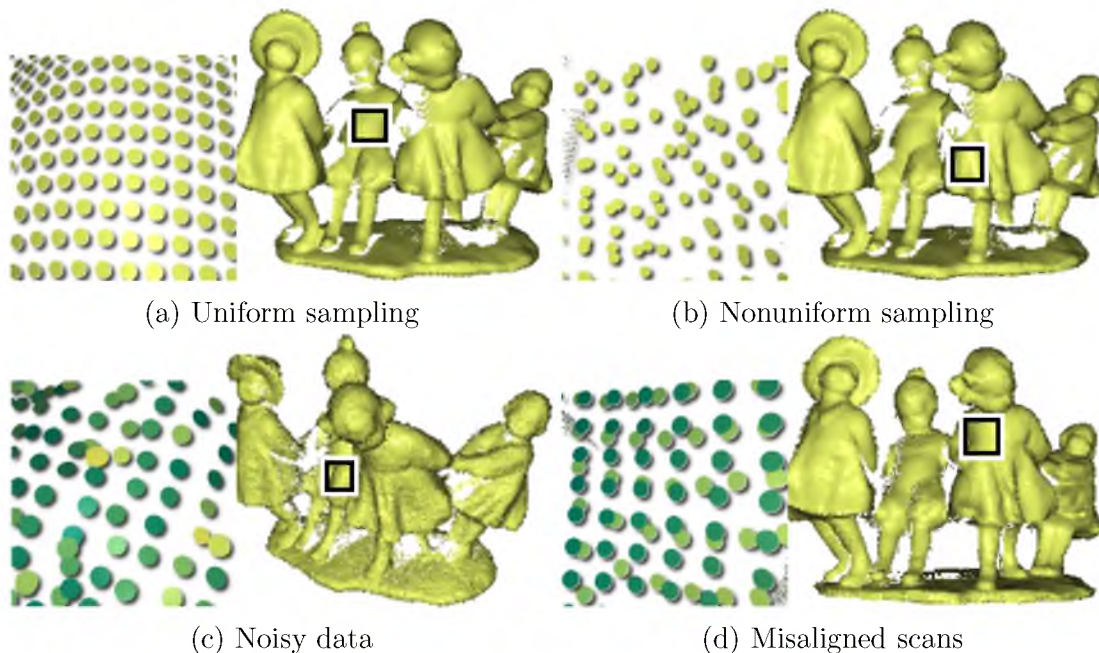 (a) Uniform sampling
(b) Nonuniform sampling
(c) Noisy data
(d) Misaligned scans